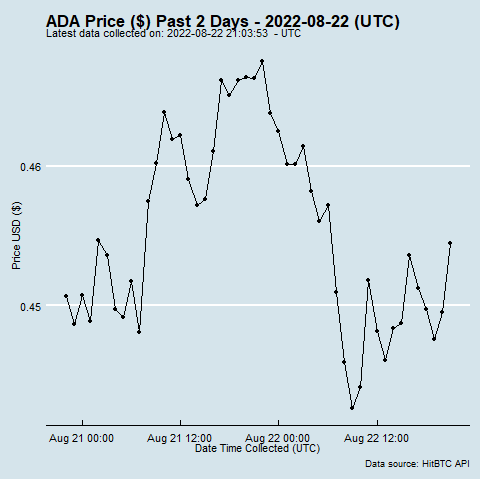 ADA Price ($) Past 2 Days - 2022-08-22 (UTC)
Latest data collected on: 2022-08-22 21:03:53  - UTC
0.46
Price USD ($)
0.45
Aug 21 00:00 Aug 21 12:00 Aug 22 00:00 Aug 22 12:00
Date Time Collected (UTC)
Data source: HitBTC API